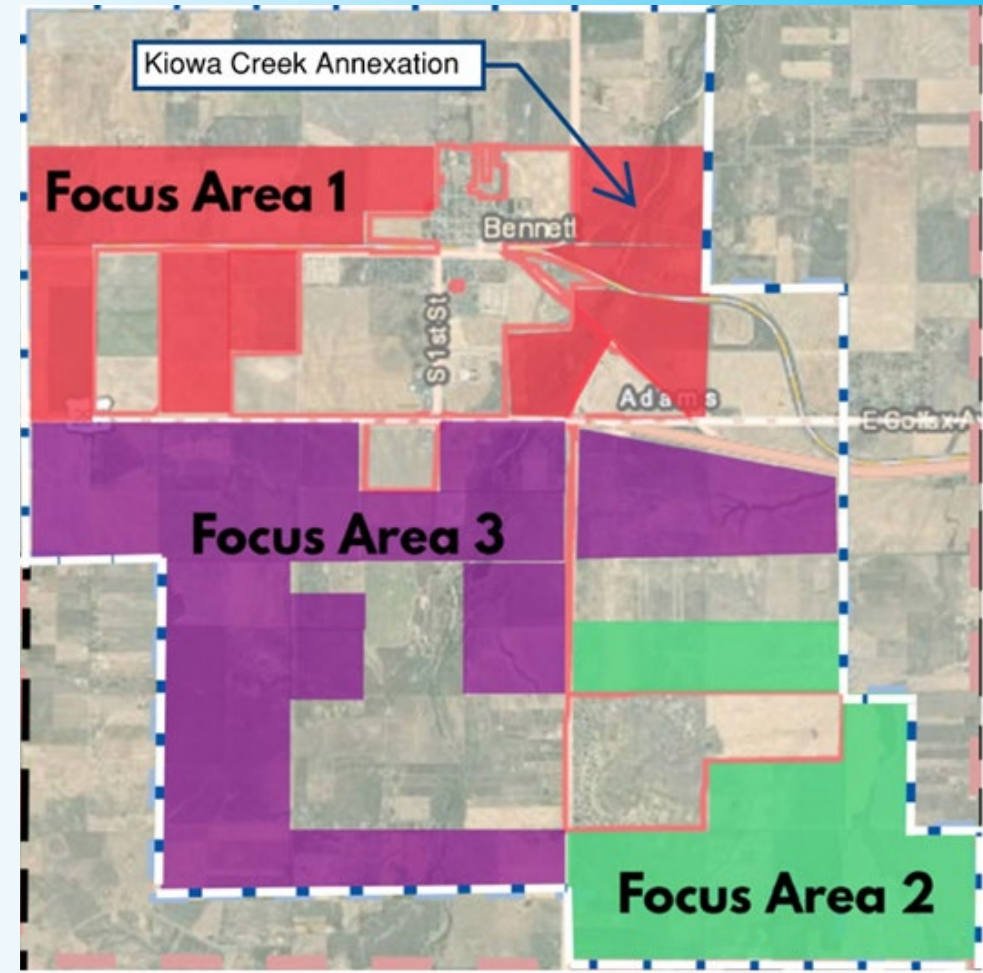 Kiowa Creek Annexation
Focus Area 1
Bennett
S 1st St
Adams
E Colfax A
Focus Area 3
Focus Area 2